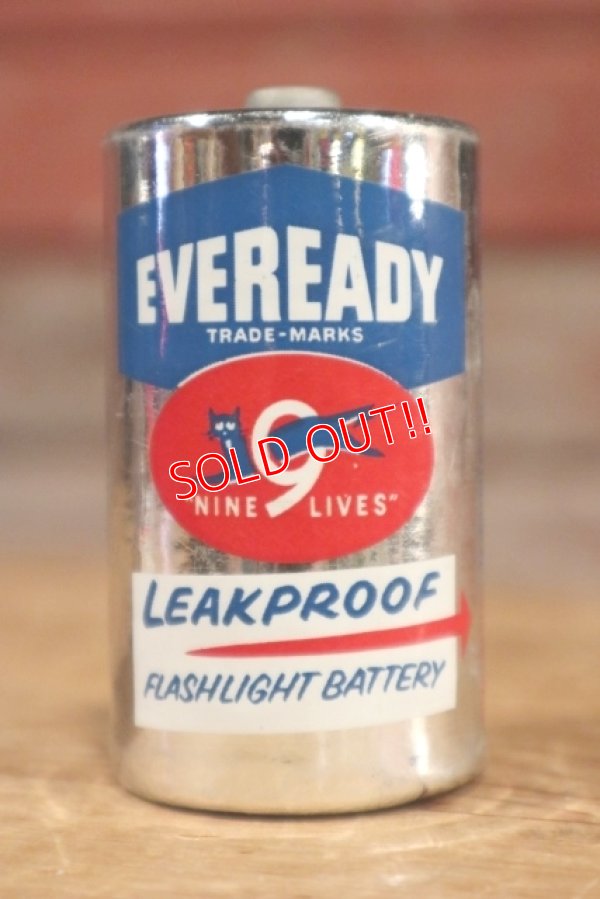 EVEREADY
TRADE-MARKS
9
SOLD OUT!!
"NINE LIVES"
LEAKPROOF
FLASHLIGHT BATTERY